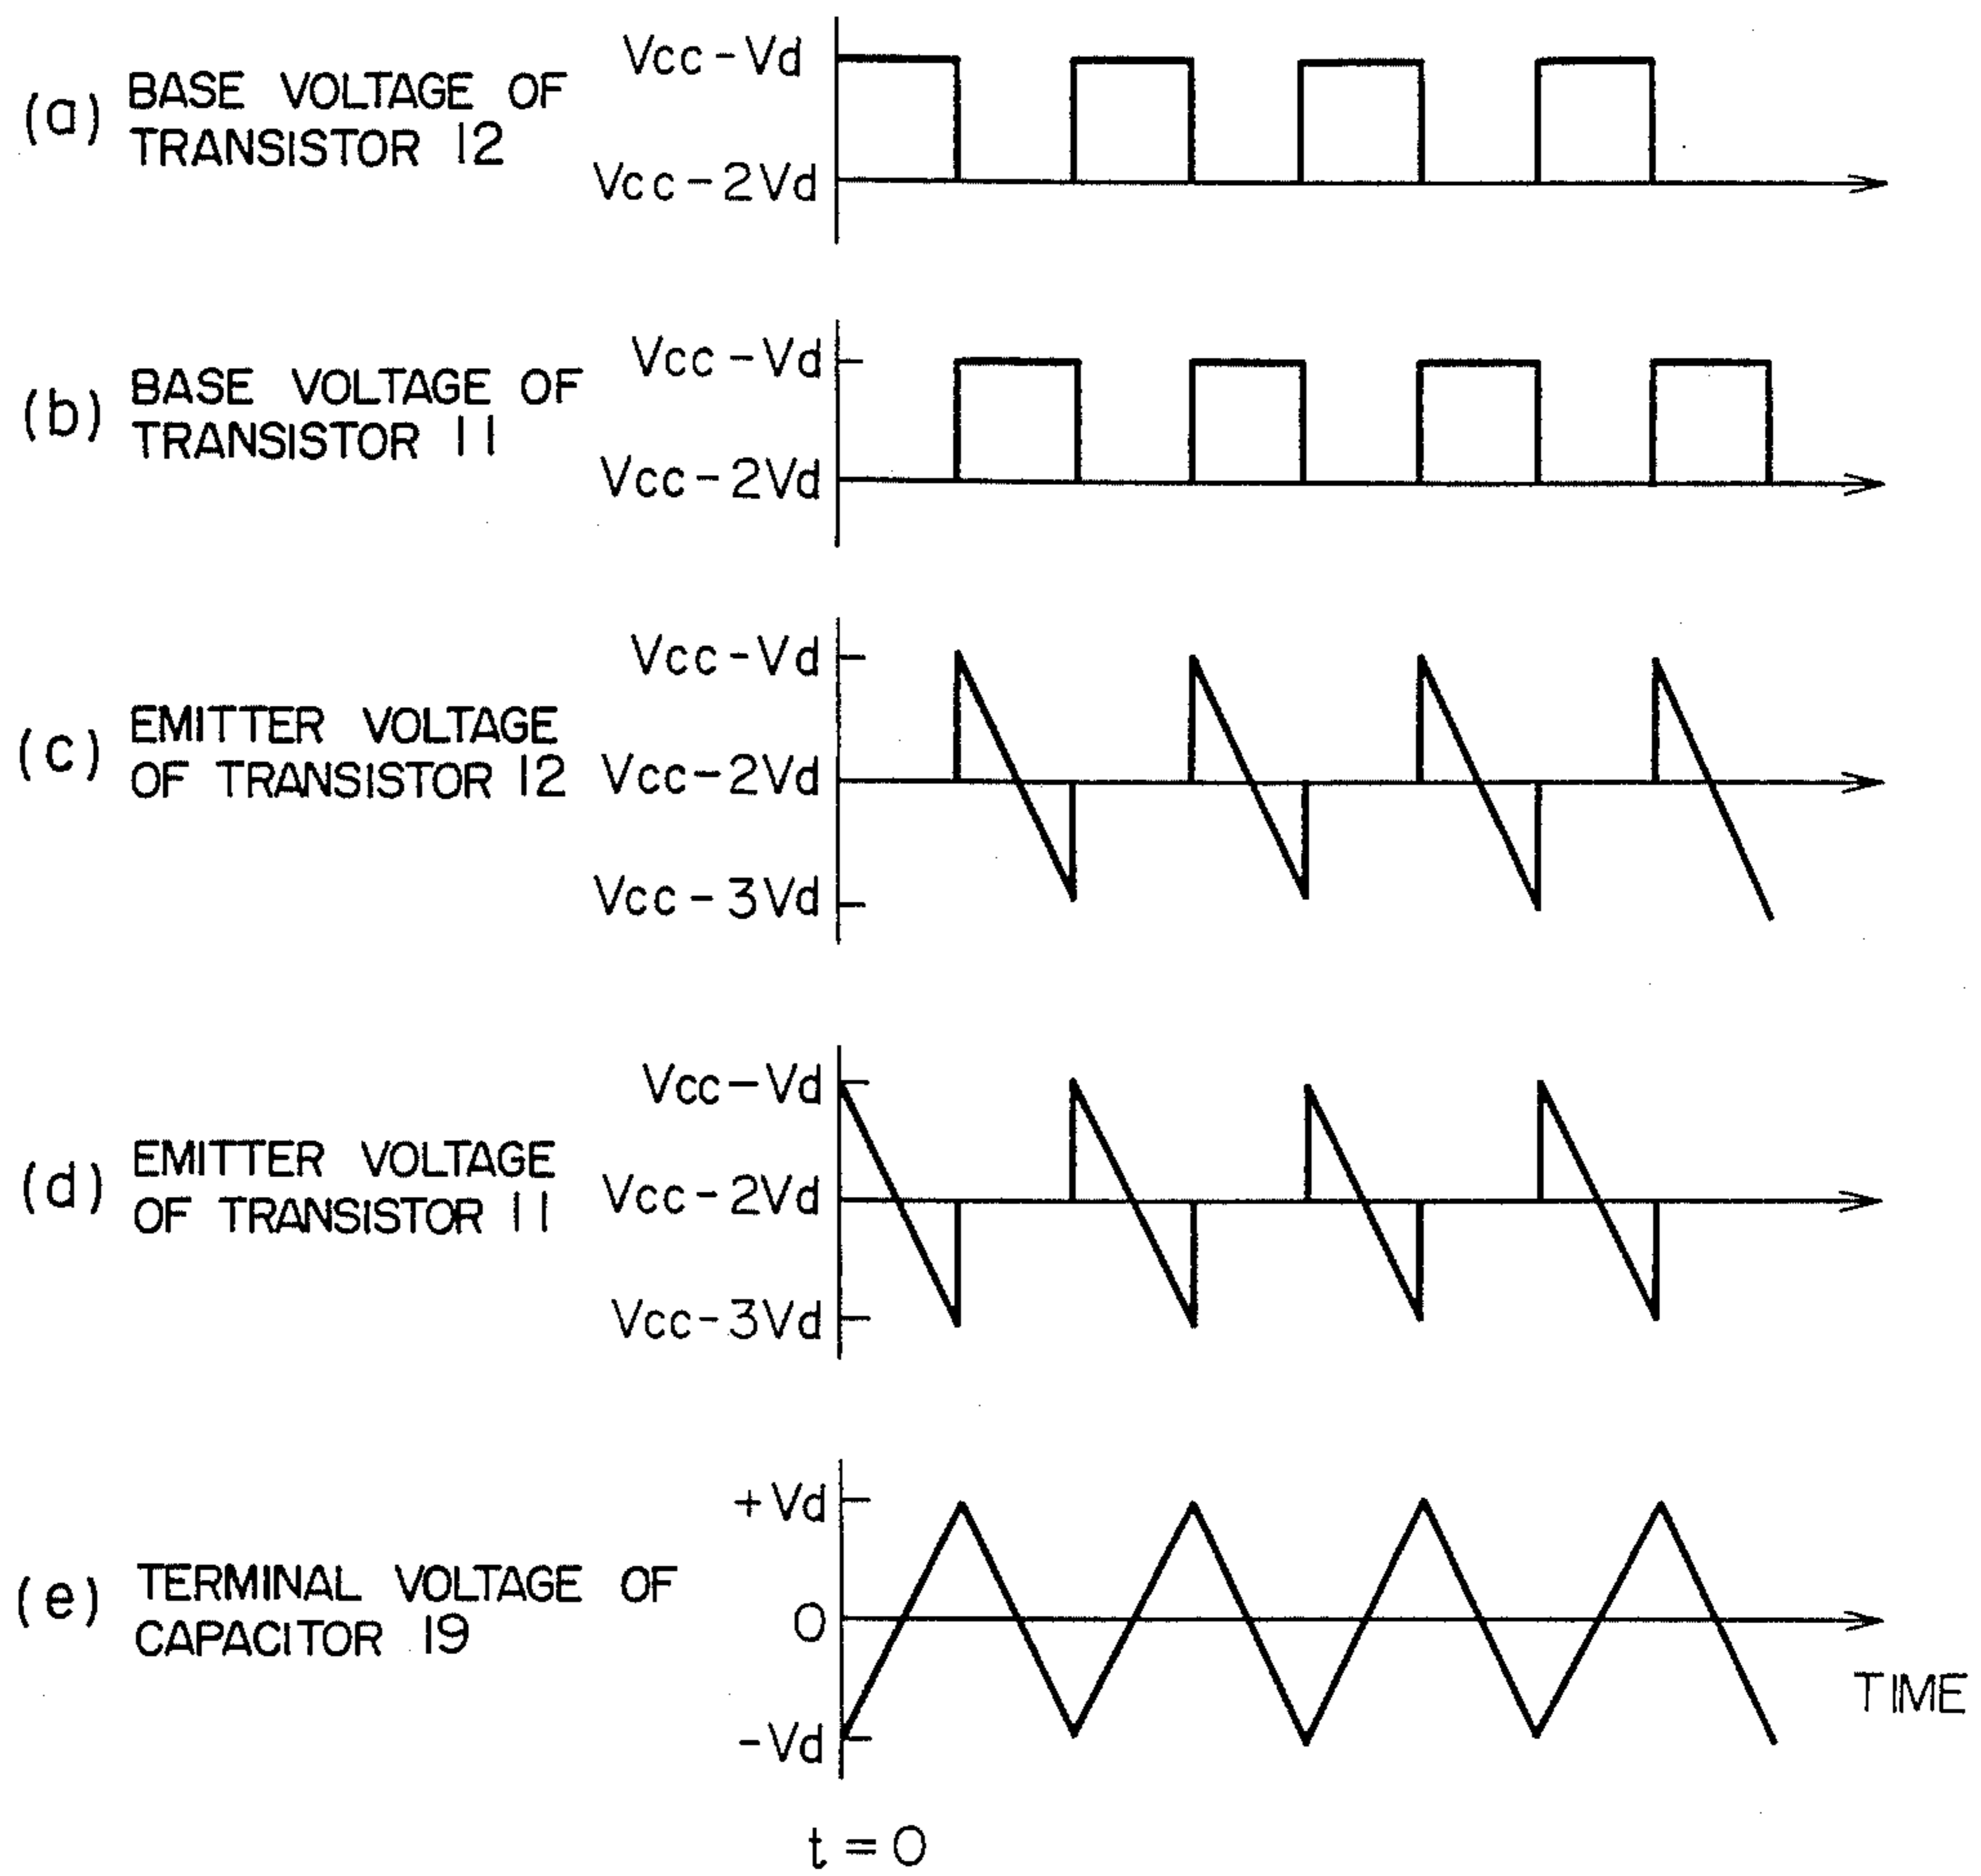 (a) BASE VOLTAGE OF
TRANSISTOR 12
Vcc-Vd
Vcc-2Vd
(b) BASE VOLTAGE OF
TRANSISTOR 11
Vcc-Vd
Vcc-2Vd
(c) EMITTER VOLTAGE
OF TRANSISTOR 12
Vcc-Vd
Vcc-2Vd
Vcc-3Vd
(d) EMITTER VOLTAGE
OF TRANSISTOR 11
Vcc-Vd
Vcc-2Vd
Vcc-3Vd
(e) TERMINAL VOLTAGE OF
CAPACITOR 19
+Vd
0
-Vd
TIME
t=0